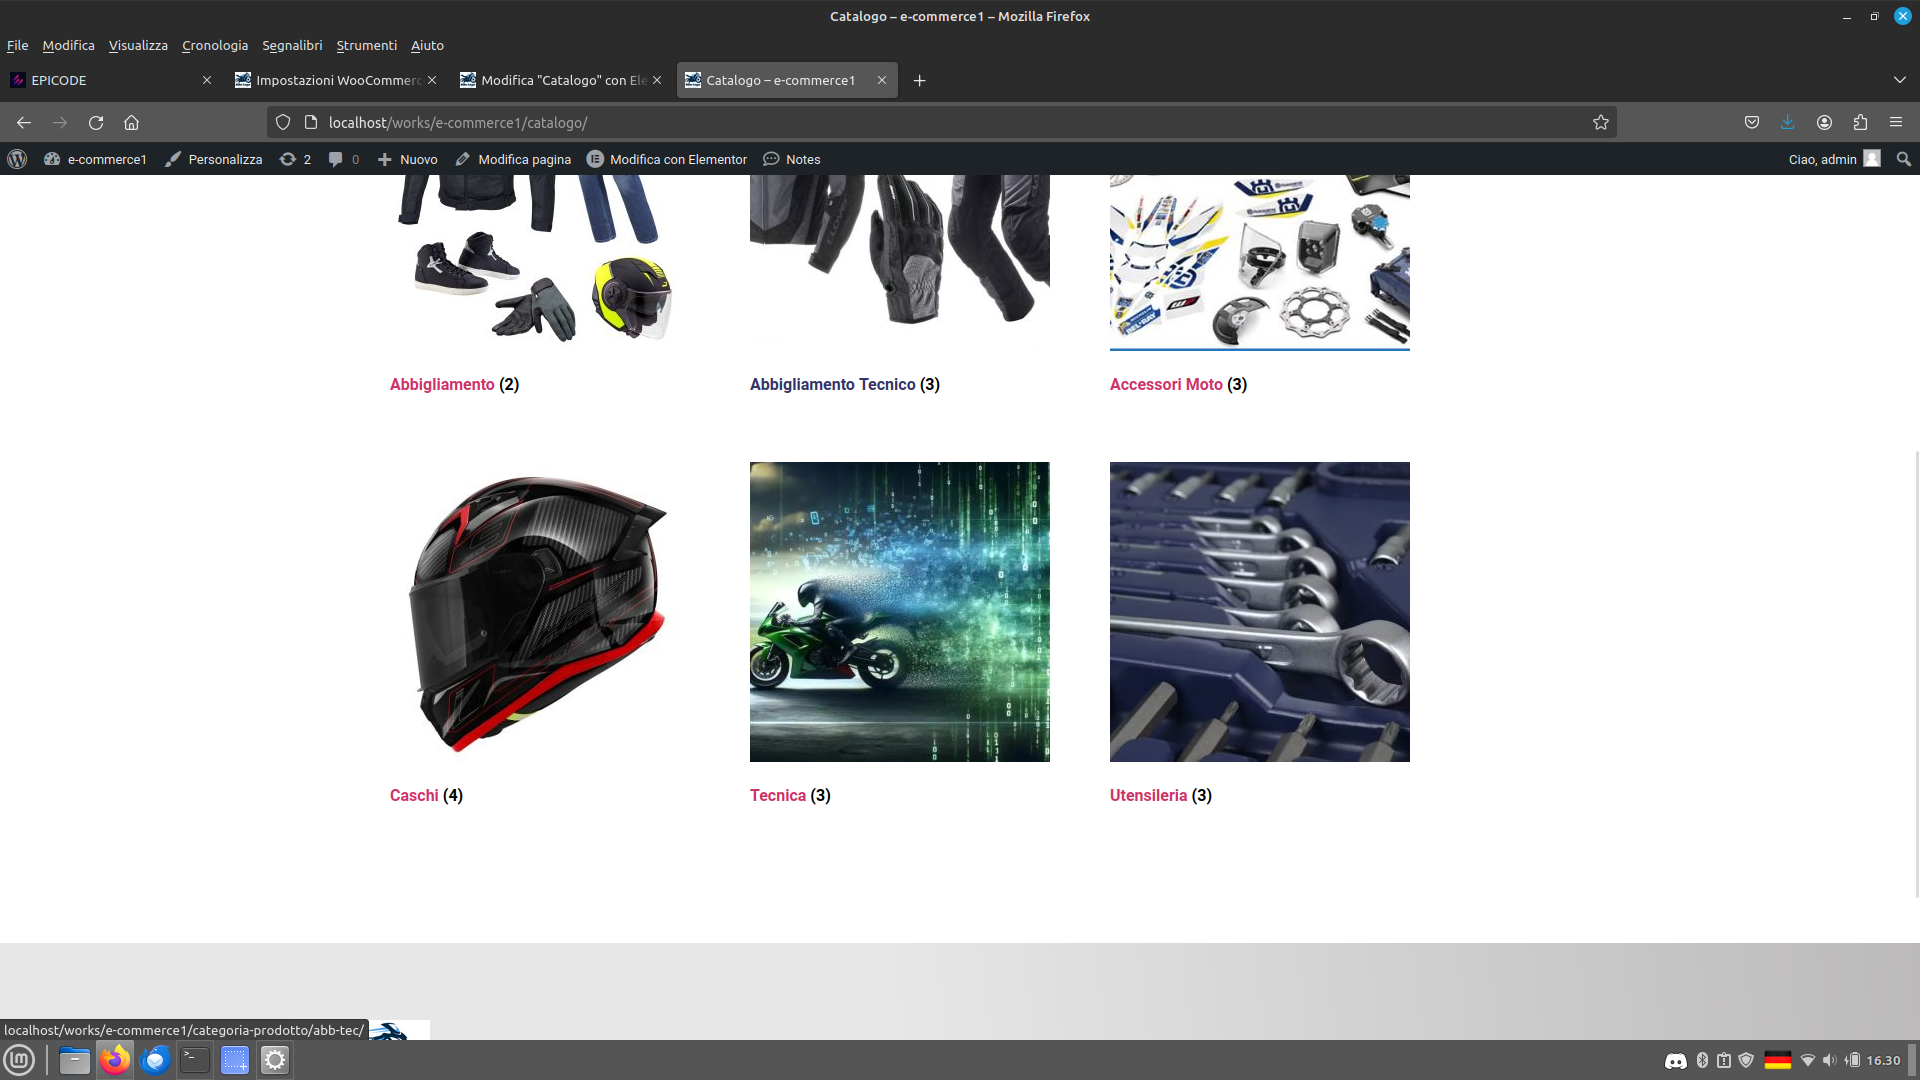 Catalogo – e-commerce1 – Mozilla Firefox
File Modifica Visualizza Cronologia Segnalibri Strumenti Aiuto
EPICODE
Impostazioni WooCommerc
Modifica "Catalogo" con Ele
Catalogo – e-commerce1
localhost/works/e-commerce1/catalogo/
e-commerce1 Personalizza 2 0 Nuovo Modifica pagina Modifica con Elementor Notes Ciao, admin
BEL-RAY
Abbigliamento (2)
Abbigliamento Tecnico (3)
Accessori Moto (3)
Caschi (4)
Tecnica (3)
Utensileria (3)
localhost/works/e-commerce1/categoria-prodotto/abb-tec/
16.30